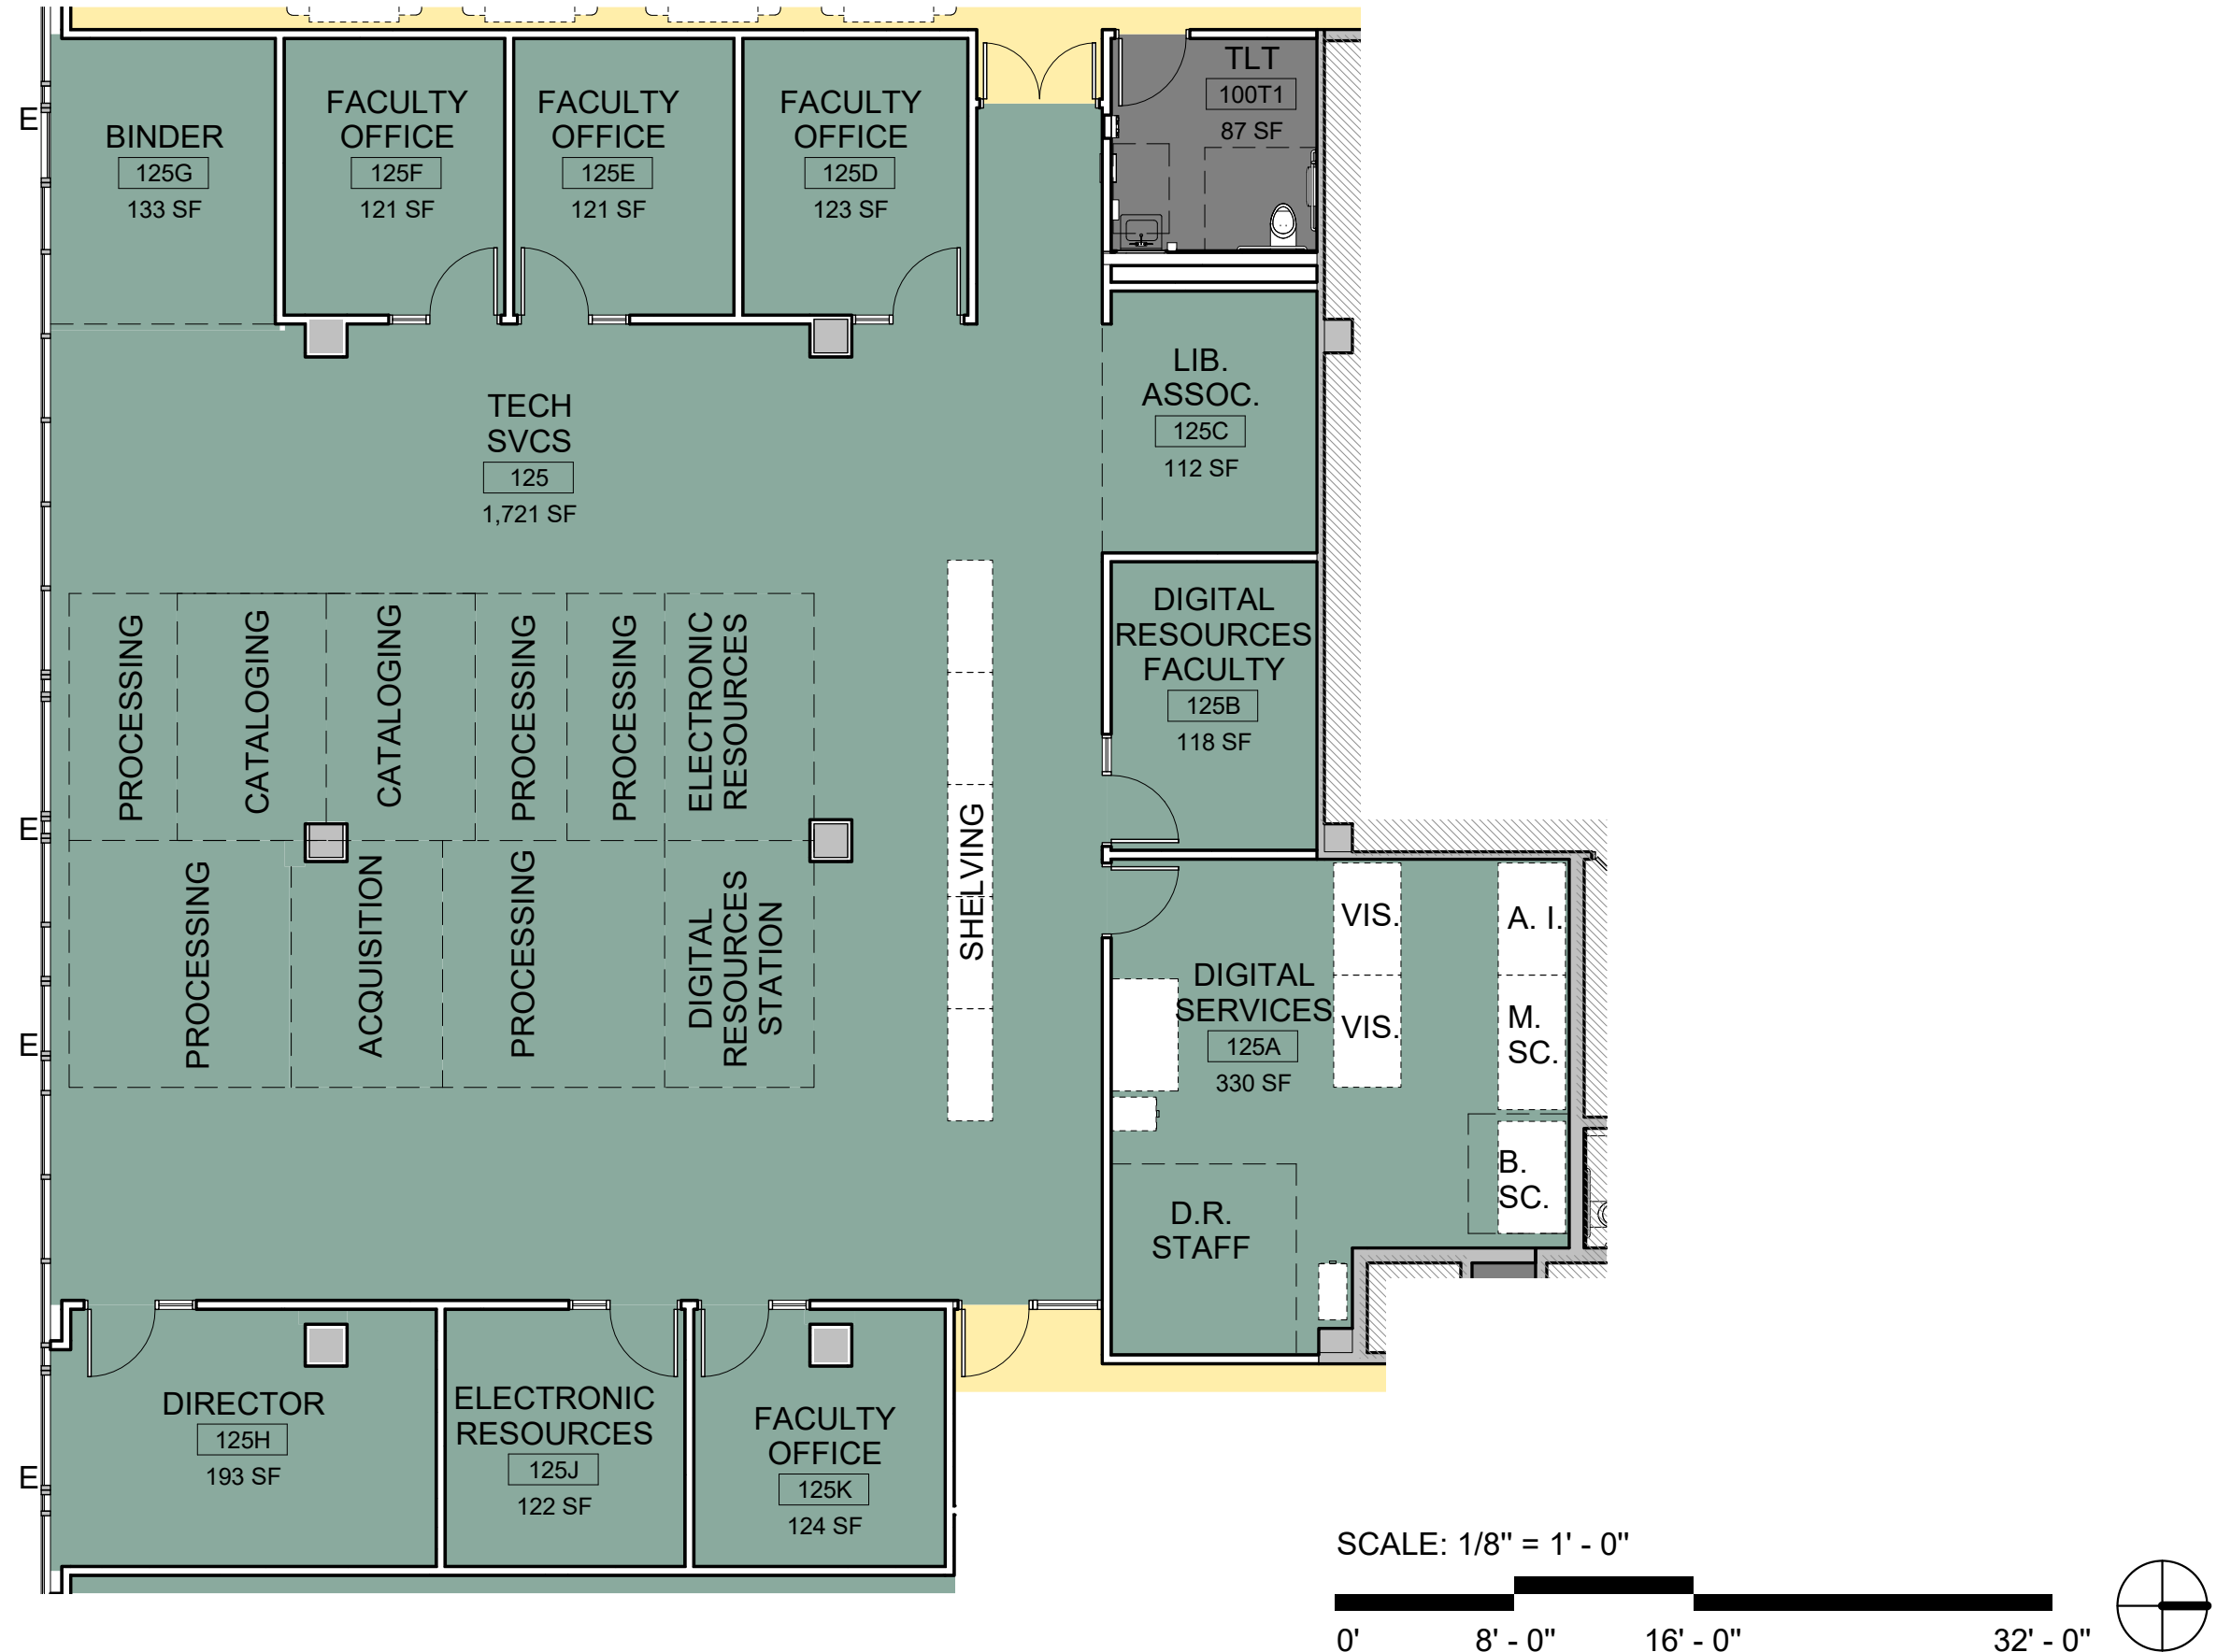 TLT
100T1
87 SF
E
BINDER
125G
133 SF
FACULTY
OFFICE
125F
121 SF
FACULTY
OFFICE
125E
121 SF
FACULTY
OFFICE
125D
123 SF
TECH
SVCS
125
1,721 SF
LIB.
ASSOC.
125C
112 SF
DIGITAL
RESOURCES
FACULTY
125B
118 SF
PROCESSING
CATALOGING
CATALOGING
PROCESSING
PROCESSING
ELECTRONIC
RESOURCES
E
PROCESSING
ACQUISITION
PROCESSING
DIGITAL
RESOURCES
STATION
SHELVING
E
DIGITAL
SERVICES
125A
330 SF
VIS.
VIS.
A. I.
M.
SC.
B.
SC.
D.R.
STAFF
E
DIRECTOR
125H
193 SF
ELECTRONIC
RESOURCES
125J
122 SF
FACULTY
OFFICE
125K
124 SF
SCALE: 1/8" = 1' - 0"
0' 8' - 0" 16' - 0" 32' - 0"